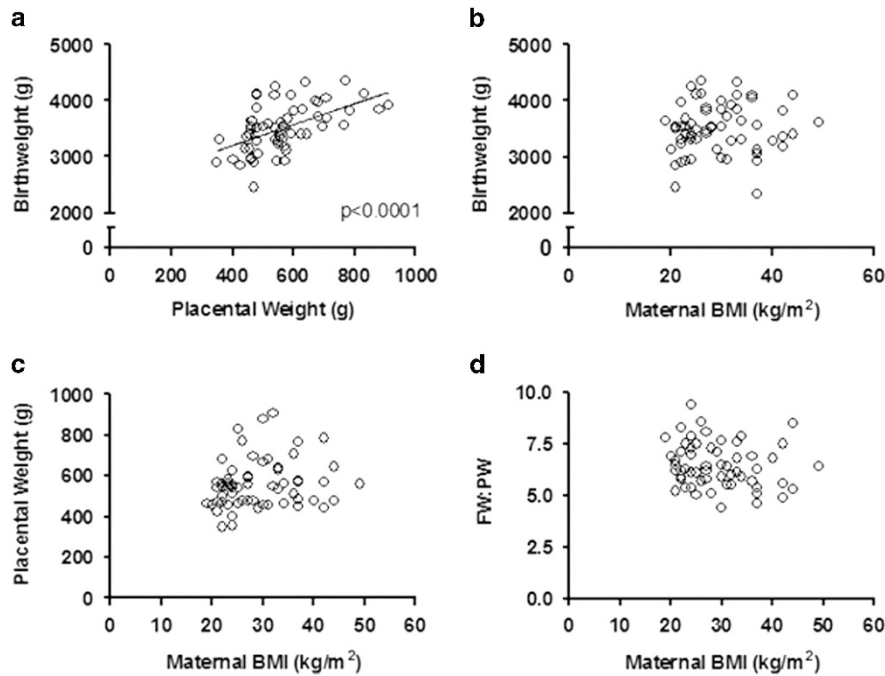 a
Birthweight (g)
5000
4000
3000
2000
0
p<0.0001
0 200 400 600 800 1000
Placental Weight (g)
b
Birthweight (g)
5000
4000
3000
2000
0
0 20 40 60
Maternal BMI (kg/m²)
c
Placental Weight (g)
1000
800
600
400
200
0
0 10 20 30 40 50 60
Maternal BMI (kg/m²)
d
FW:PW
10.0
7.5
5.0
2.5
0.0
0 10 20 30 40 50 60
Maternal BMI (kg/m²)